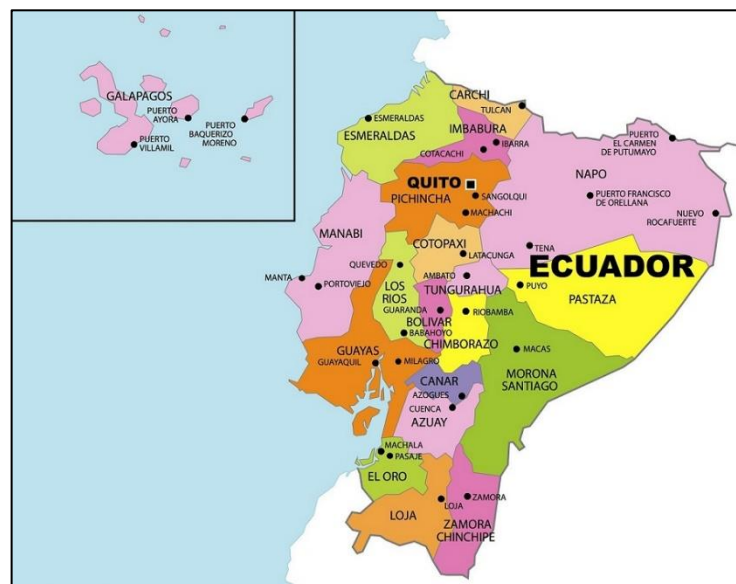 GALAPAGOS
PUERTO
AYORA
PUERTO
BAQUERIZO
MORENO
PUERTO
VILLAMIL
CARCHI
TULCAN
ESMERALDAS
ESMERALDAS
IMBABURA
IBARRA
COTACACHI
PUERTO
EL CARMEN
DE PUTUMAYO
QUITO
PICHINCHA
SANGOLQUI
MACHACHI
NAPO
PUERTO FRANCISCO
DE ORELLANA
NUEVO
ROCAFUERTE
MANABI
COTOPAXI
LATACUNGA
TENA
ECUADOR
QUEVEDO
MANTA
PORTOVIEJO
AMBATO
TUNGURAHUA
PUYO
PASTAZA
LOS
RIOS
GUARANDA
BOLIVAR
RIOBAMBA
BABAHOYO
CHIMBORAZO
GUAYAS
GUAYAQUIL
MILAGRO
MACAS
MORONA
SANTIAGO
CANAR
AZOGUES
CUENCA
AZUAY
MACHALA
PASAJE
EL ORO
LOJA
LOJA
ZAMORA
ZAMORA
CHINCHIPE